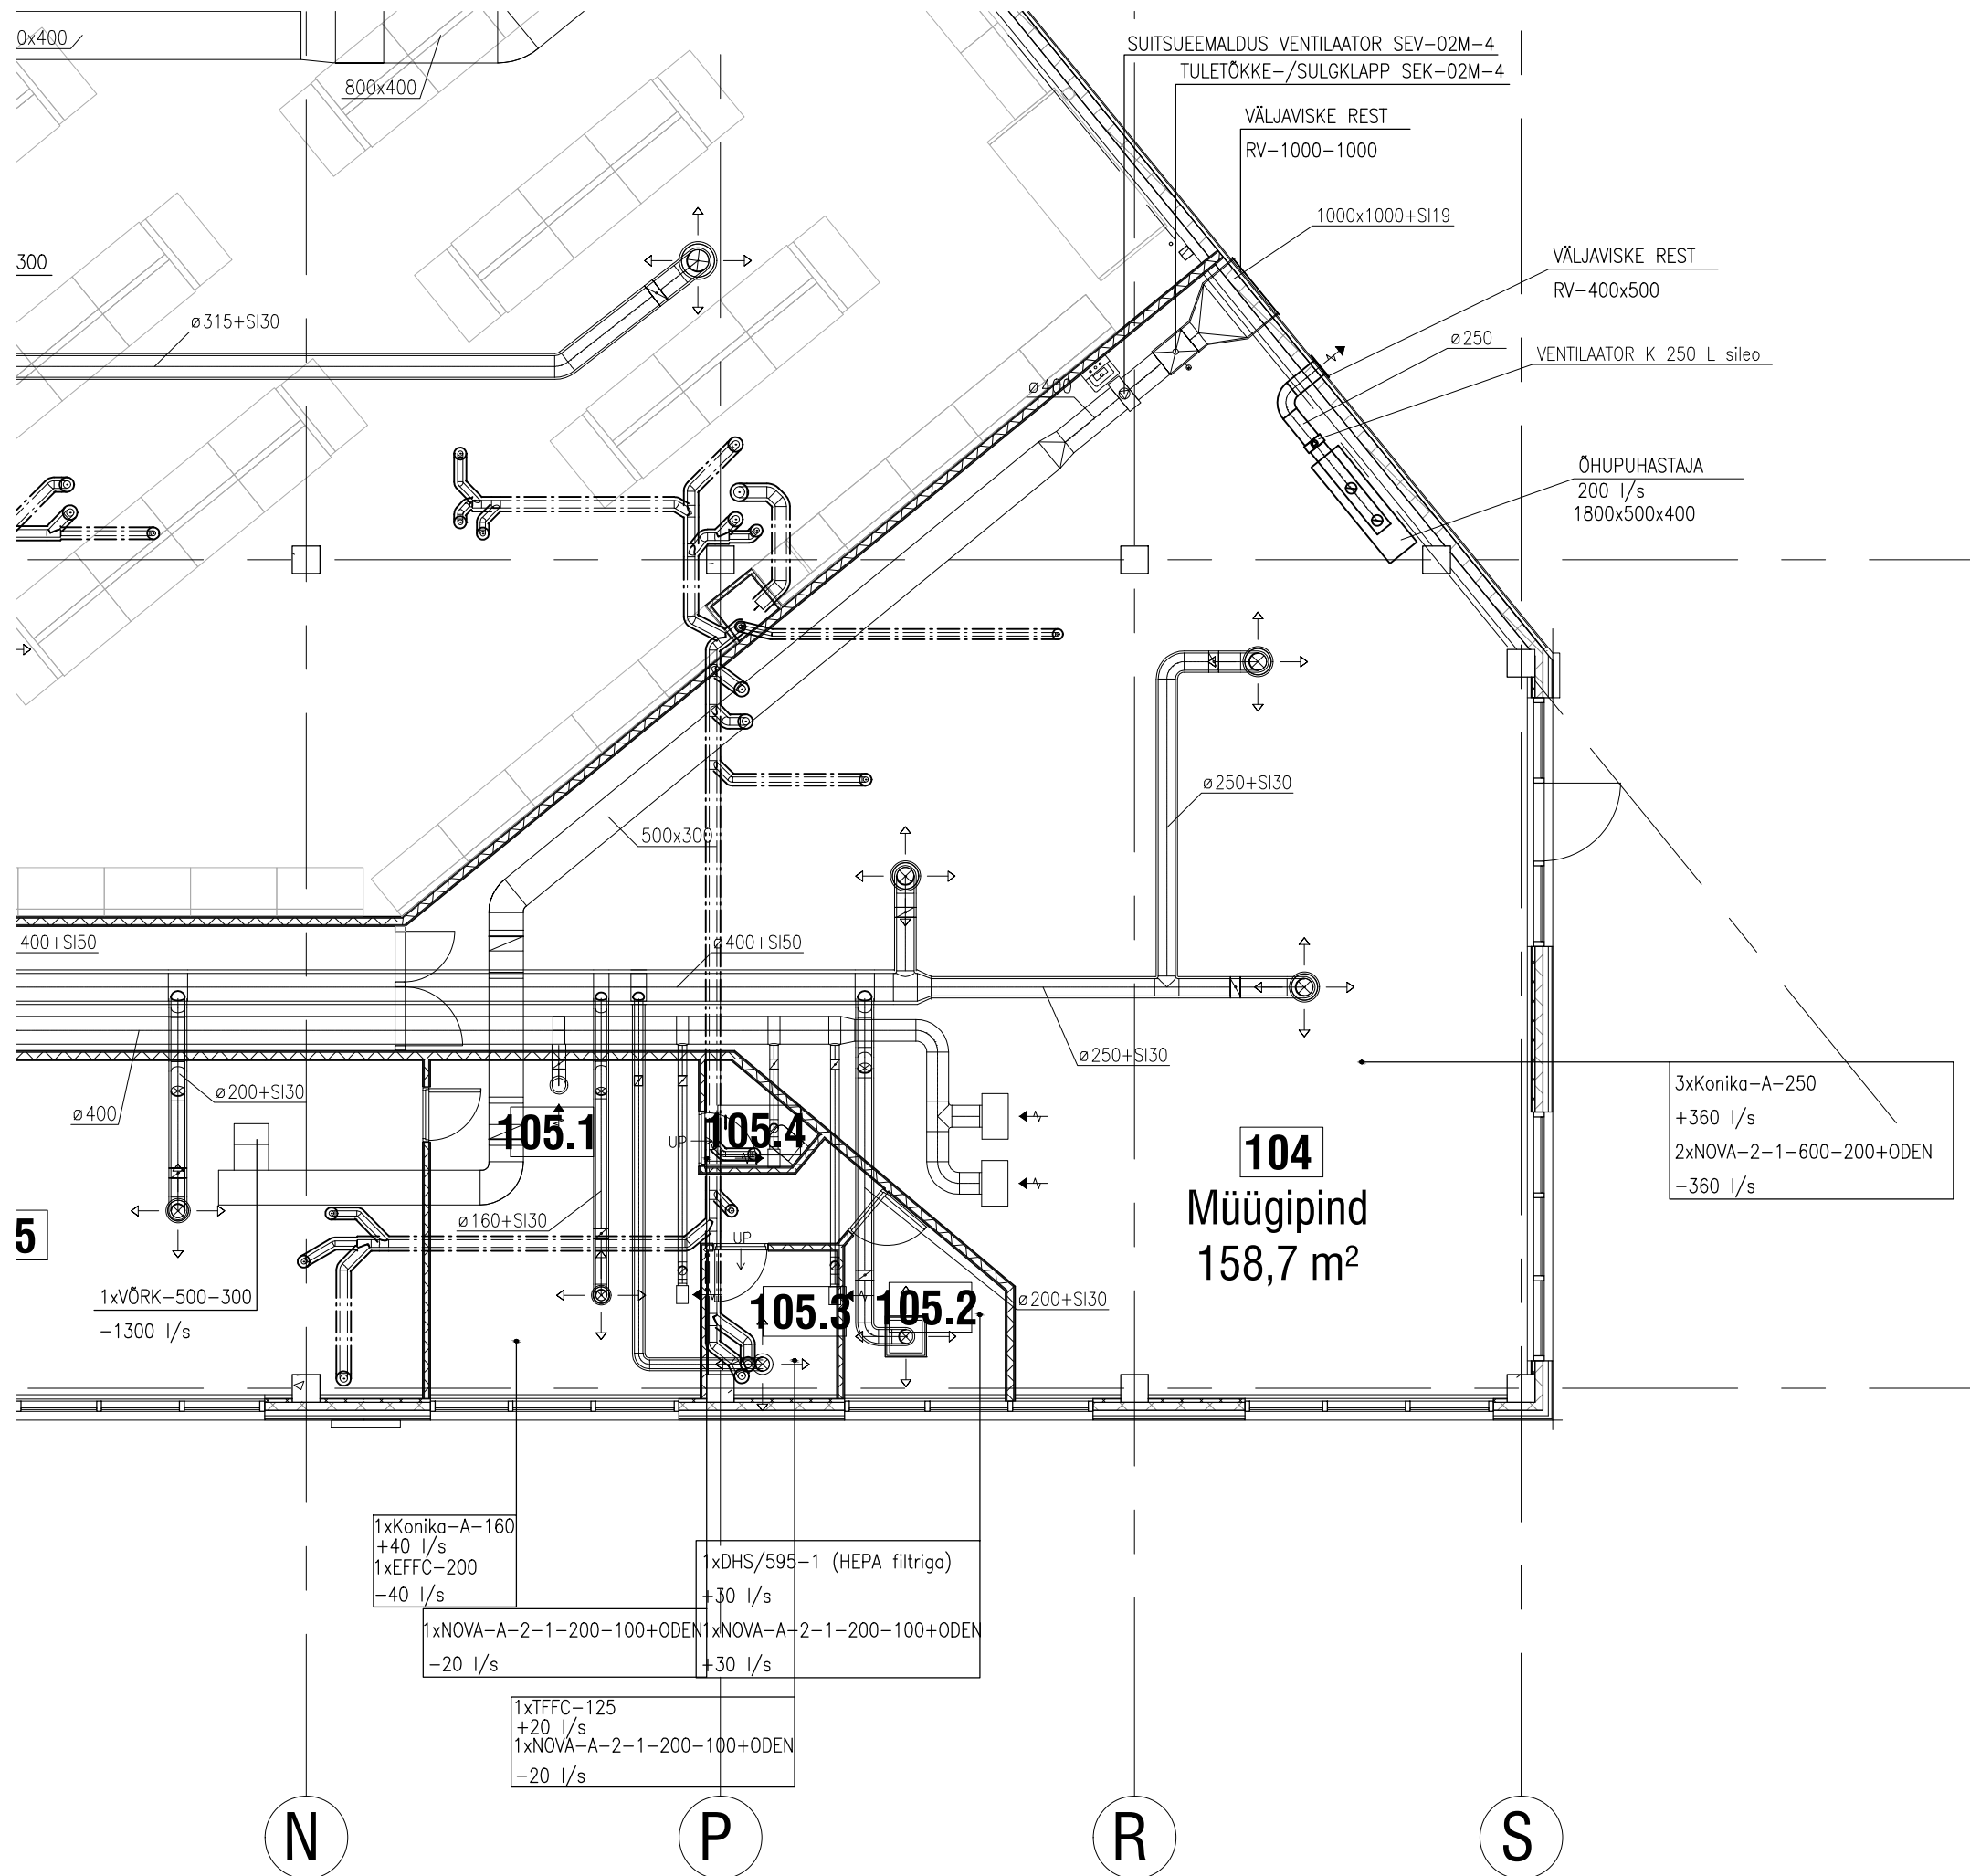 0x400
800x400
SUITSUEEMALDUS VENTILAATOR SEV-02M-4
TULETÕKKE-/SULGKLAPP SEK-02M-4
VÄLJAVISKE REST
RV-1000-1000
1000x1000+SI19
300
VÄLJAVISKE REST
RV-400x500
ø315+SI30
ø250
VENTILAATOR K 250 L sileo
ø400
ÕHUPUHASTAJA
200 l/s
1800x500x400
ø250+SI30
500x300
400+SI50
ø400+SI50
ø250+SI30
ø200+SI30
ø400
3xKonika-A-250
+360 l/s
2xNOVA-2-1-600-200+ODEN
-360 l/s
105.1
UP
105.4
104
Müügipind
158,7 m²
5
ø160+SI30
UP
1xVÕRK-500-300
-1300 l/s
105.3
105.2
ø200+SI30
1xKonika-A-160
+40 l/s
1xEFFC-200
-40 l/s
1xDHS/595-1 (HEPA filtriga)
+30 l/s
1xNOVA-A-2-1-200-100+ODEN
+30 l/s
1xNOVA-A-2-1-200-100+ODEN
-20 l/s
1xTFFC-125
+20 l/s
1xNOVA-A-2-1-200-100+ODEN
-20 l/s
N
P
R
S